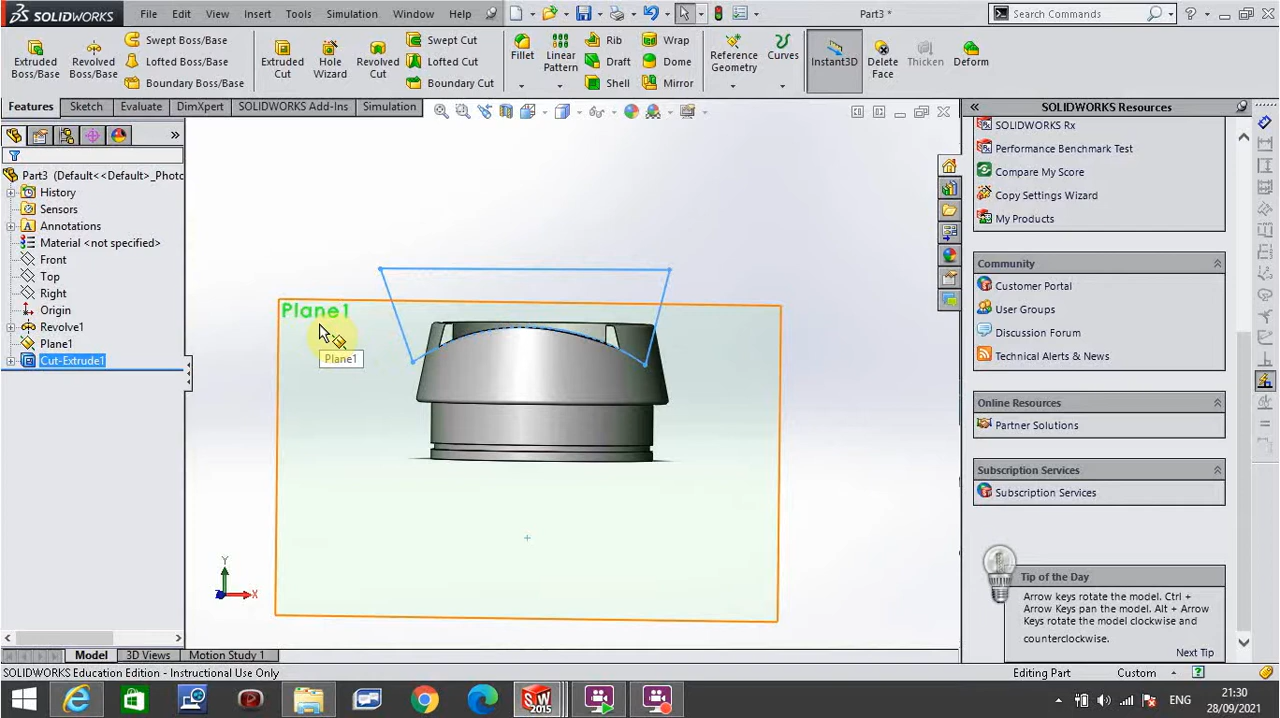 SOLIDWORKS File Edit View Insert Tools Simulation Window Help Part3 * Search Commands
Extruded Boss/Base Revolved Boss/Base Swept Boss/Base Lofted Boss/Base Boundary Boss/Base Extruded Cut Hole Wizard Revolved Cut Swept Cut Lofted Cut Boundary Cut Fillet Linear Pattern Rib Draft Shell Wrap Dome Mirror Reference Geometry Curves Instant3D Delete Face Thicken Deform
Features Sketch Evaluate DimXpert SOLIDWORKS Add-Ins Simulation SOLIDWORKS Resources
Part3 (Default<<Default>_Photo
History
Sensors
Annotations
Material <not specified>
Front
Top
Right
Origin
Revolve1
Plane1
Cut-Extrude1
Plane1
Plane1
Y
X
SOLIDWORKS Rx
Performance Benchmark Test
Compare My Score
Copy Settings Wizard
My Products
Community
Customer Portal
User Groups
Discussion Forum
Technical Alerts & News
Online Resources
Partner Solutions
Subscription Services
Subscription Services
Tip of the Day
Arrow keys rotate the model. Ctrl +
Arrow Keys pan the model. Alt + Arrow
Keys rotate the model clockwise and
counterclockwise.
Next Tip
Model 3D Views Motion Study 1
SOLIDWORKS Education Edition - Instructional Use Only Editing Part Custom
SW 2015 ENG 21:30
28/09/2021